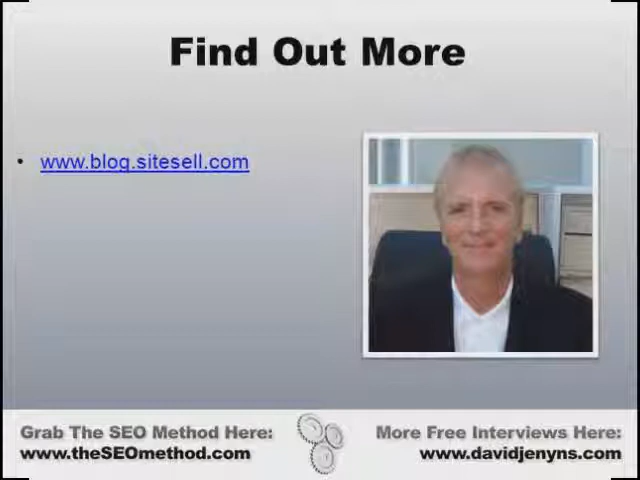 Find Out More
• www.blog.sitesell.com
Grab The SEO Method Here:
www.theSEOmethod.com
More Free Interviews Here:
www.davidjenyns.com